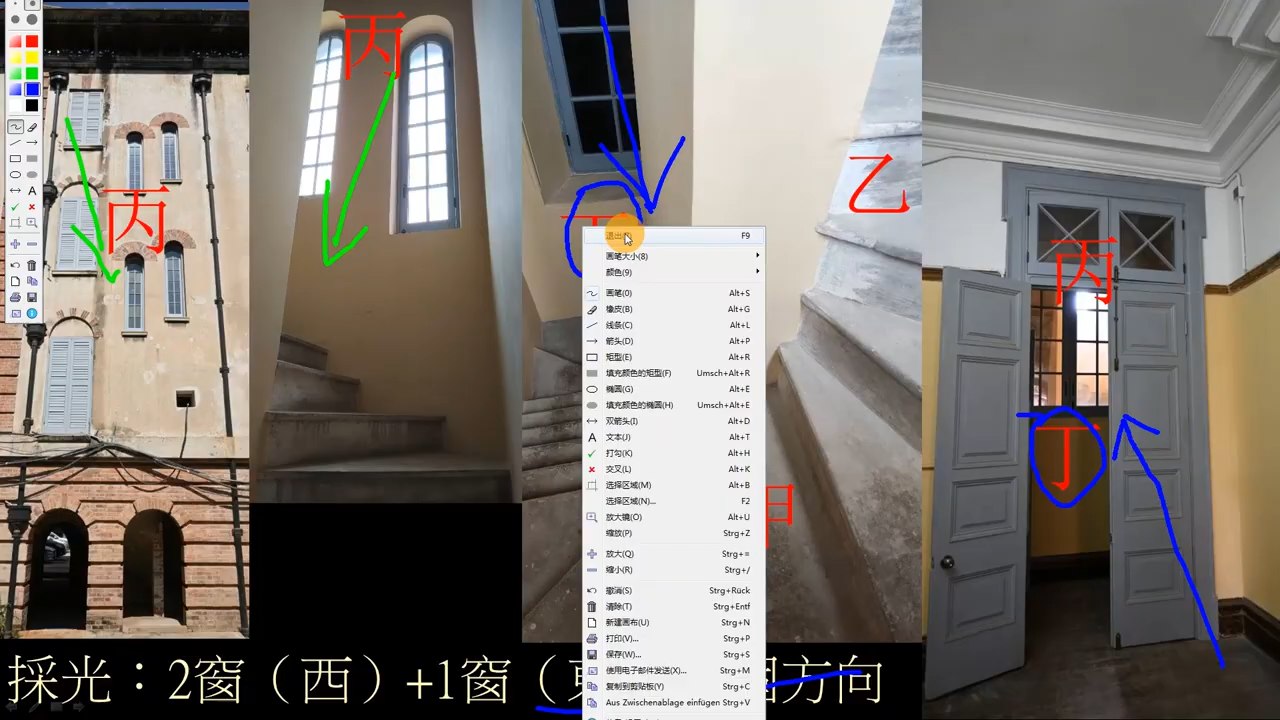 丙
丙
乙
丙
丁
退出 F9
画笔大小(8)
颜色(9)
画笔(0) Alt+S
橡皮(B) Alt+G
线条(C) Alt+L
箭头(D) Alt+P
矩型(E) Alt+R
填充颜色的矩型(F) Umsch+Alt+R
椭圆(G) Alt+E
填充颜色的椭圆(H) Umsch+Alt+E
双箭头(I) Alt+D
文本(J) Alt+T
打勾(K) Alt+H
交叉(L) Alt+K
选择区域(M) Alt+B
选择区域(N)... F2
放大镜(O) Alt+U
缩放(P) Strg+Z
放大(Q) Strg+=
缩小(R) Strg+/
撤消(S) Strg+Rück
清除(T) Strg+Entf
新建画布(U) Strg+N
打印(V)... Strg+P
保存(W)... Strg+S
使用电子邮件发送(X)... Strg+M
复制到剪贴板(Y) Strg+C
Aus Zwischenablage einfügen Strg+V
採光：2窗（西）+1窗（ 方向